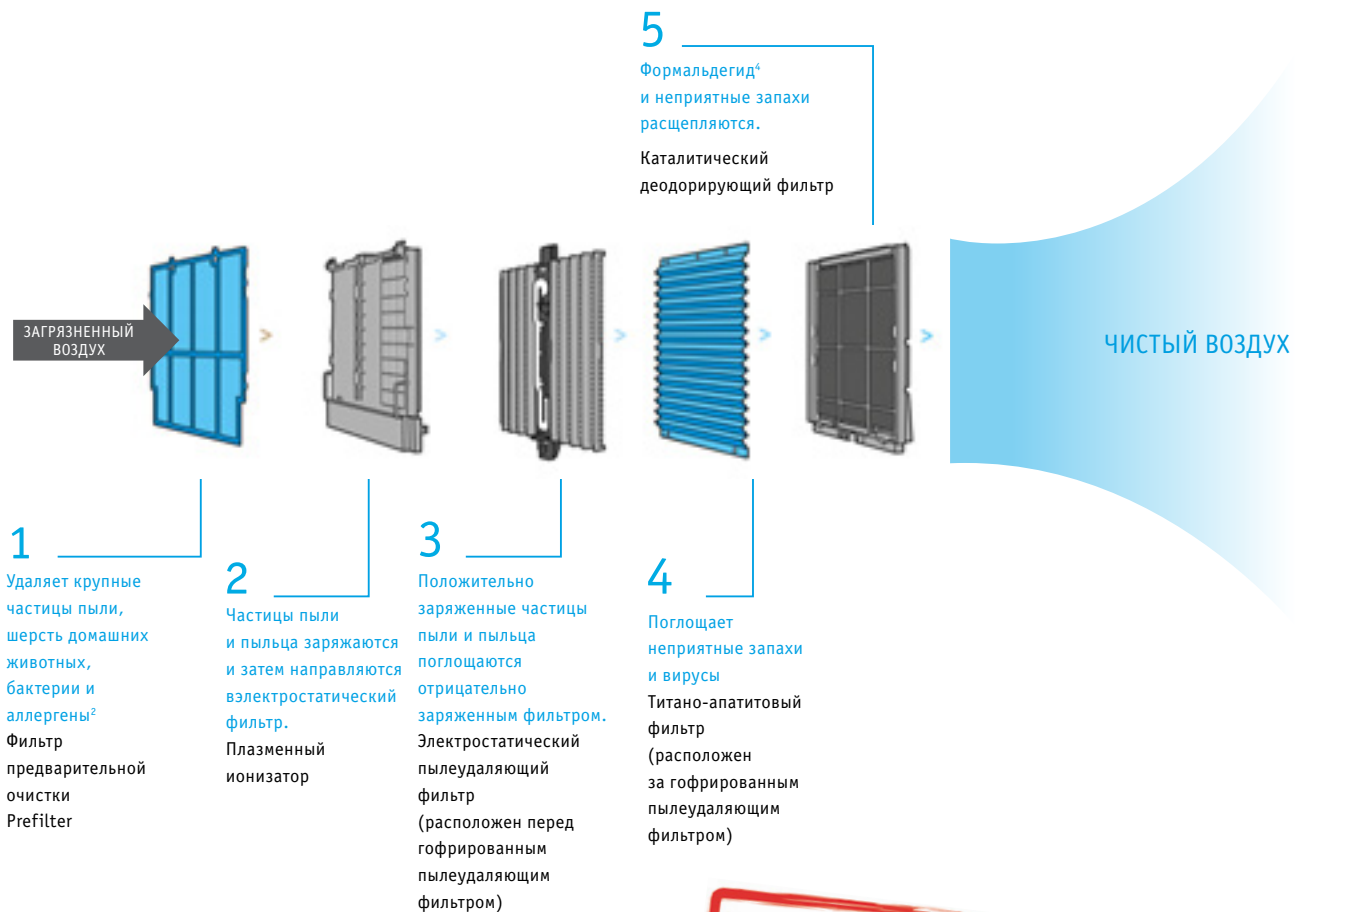 5
Формальдегид⁴
и неприятные запахи
расщепляются.
Каталитический
деодорирующий фильтр
ЗАГРЯЗНЕННЫЙ
ВОЗДУХ
ЧИСТЫЙ ВОЗДУХ
1
Удаляет крупные
частицы пыли,
шерсть домашних
животных,
бактерии и
аллергены²
Фильтр
предварительной
очистки
Prefilter
2
Частицы пыли
и пыльца заряжаются
и затем направляются
вэлектростатический
фильтр.
Плазменный
ионизатор
3
Положительно
заряженные частицы
пыли и пыльца
поглощаются
отрицательно
заряженным фильтром.
Электростатический
пылеудаляющий
фильтр
(расположен перед
гофрированным
пылеудаляющим
фильтром)
4
Поглощает
неприятные запахи
и вирусы
Титано-апатитовый
фильтр
(расположен
за гофрированным
пылеудаляющим
фильтром)